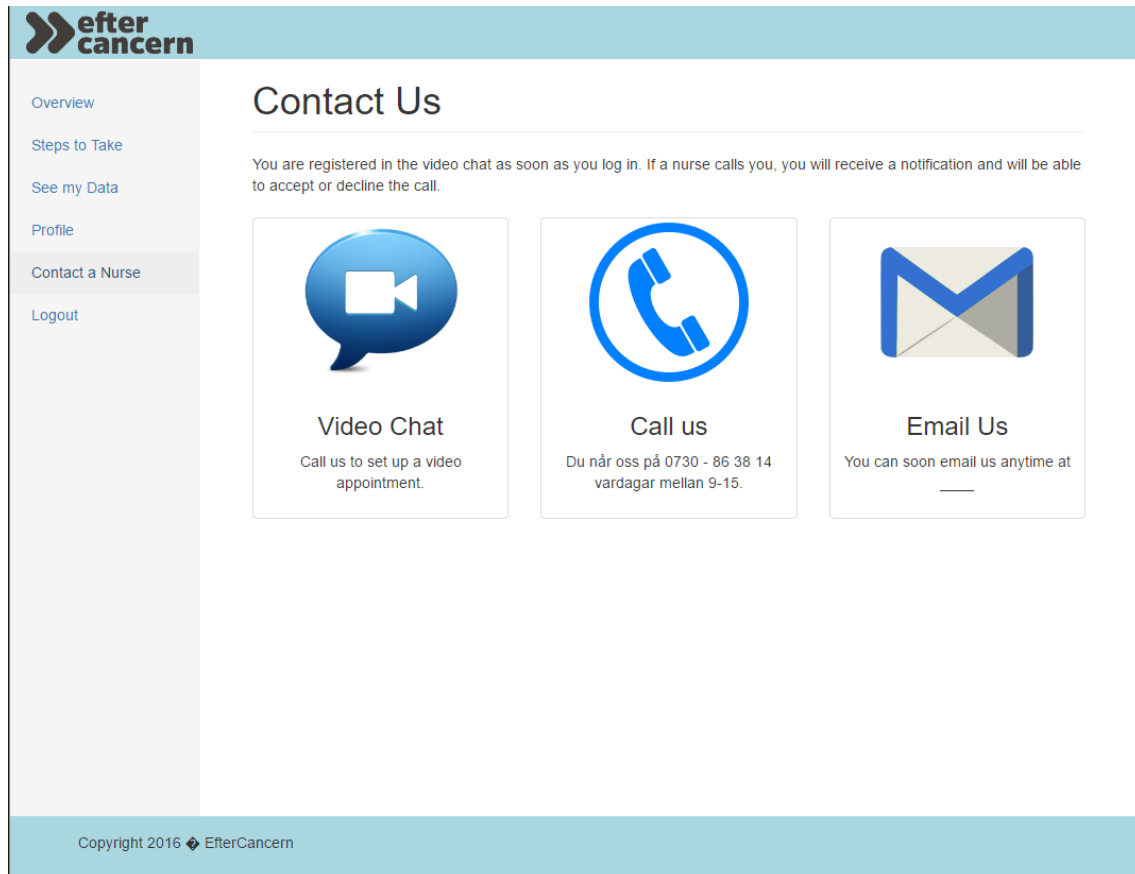 efter
cancern
Overview
Steps to Take
See my Data
Profile
Contact a Nurse
Logout
Contact Us
You are registered in the video chat as soon as you log in. If a nurse calls you, you will receive a notification and will be able
to accept or decline the call.
Video Chat
Call us to set up a video
appointment.
Call us
Du når oss på 0730 - 86 38 14
vardagar mellan 9-15.
Email Us
You can soon email us anytime at
____
Copyright 2016 � EfterCancern